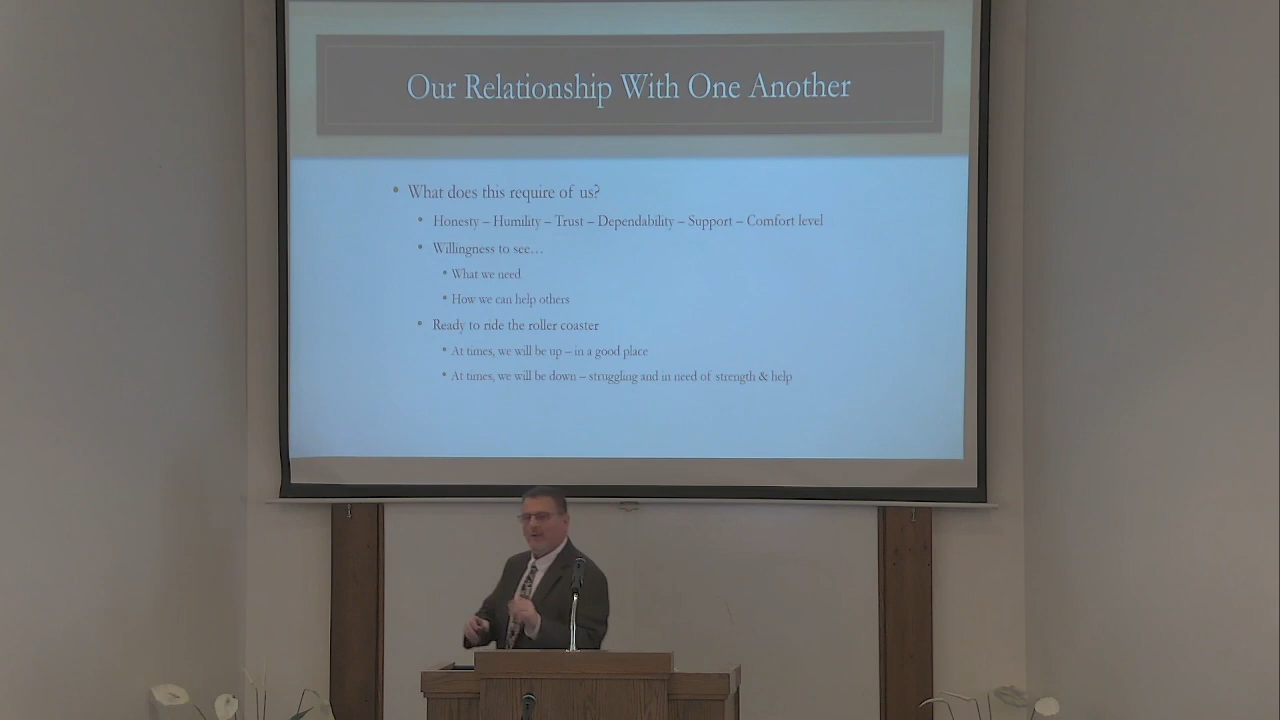 Our Relationship With One Another
• What does this require of us?
• Honesty – Humility – Trust – Dependability – Support – Comfort level
• Willingness to see…
• What we need
• How we can help others
• Ready to ride the roller coaster
• At times, we will be up – in a good place
• At times, we will be down – struggling and in need of strength & help